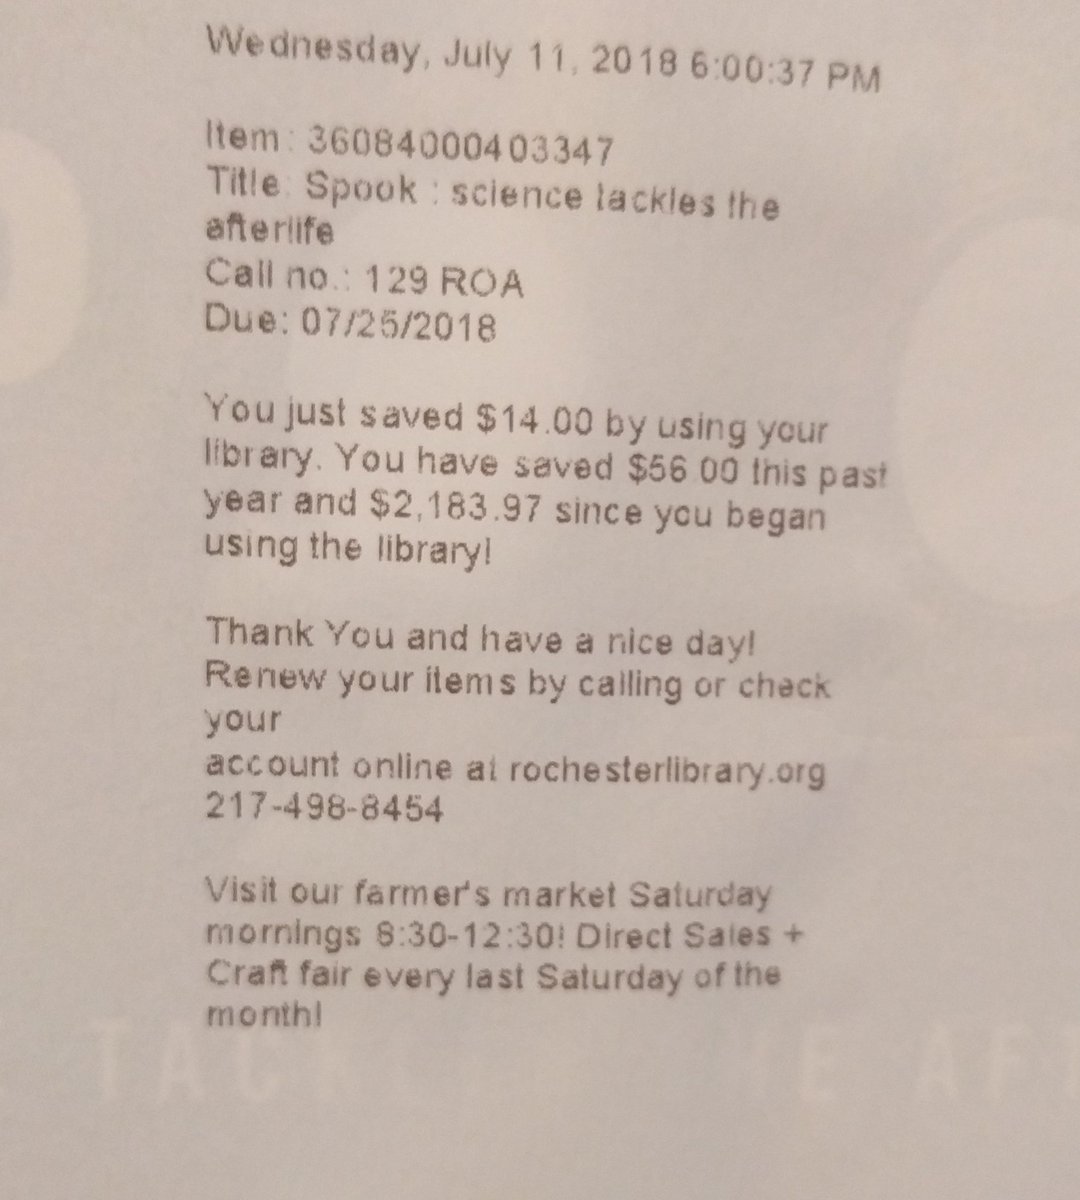 Wednesday, July 11, 2018 6:00:37 PM
Item: 36084000403347
Title: Spook : science tackles the
afterlife
Call no.: 129 ROA
Due: 07/25/2018
You just saved $14.00 by using your
library. You have saved $56.00 this past
year and $2,183.97 since you began
using the library!
Thank You and have a nice day!
Renew your items by calling or check
your
account online at rochesterlibrary.org
217-498-8454
Visit our farmer's market Saturday
mornings 8:30-12:30! Direct Sales +
Craft fair every last Saturday of the
month!